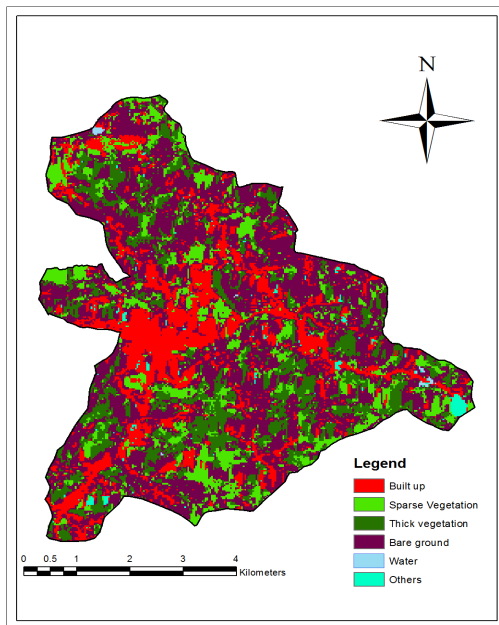 N
Legend
Built up
Sparse Vegetation
Thick vegetation
Bare ground
Water
Others
0 0.5 1 2 3 4
Kilometers